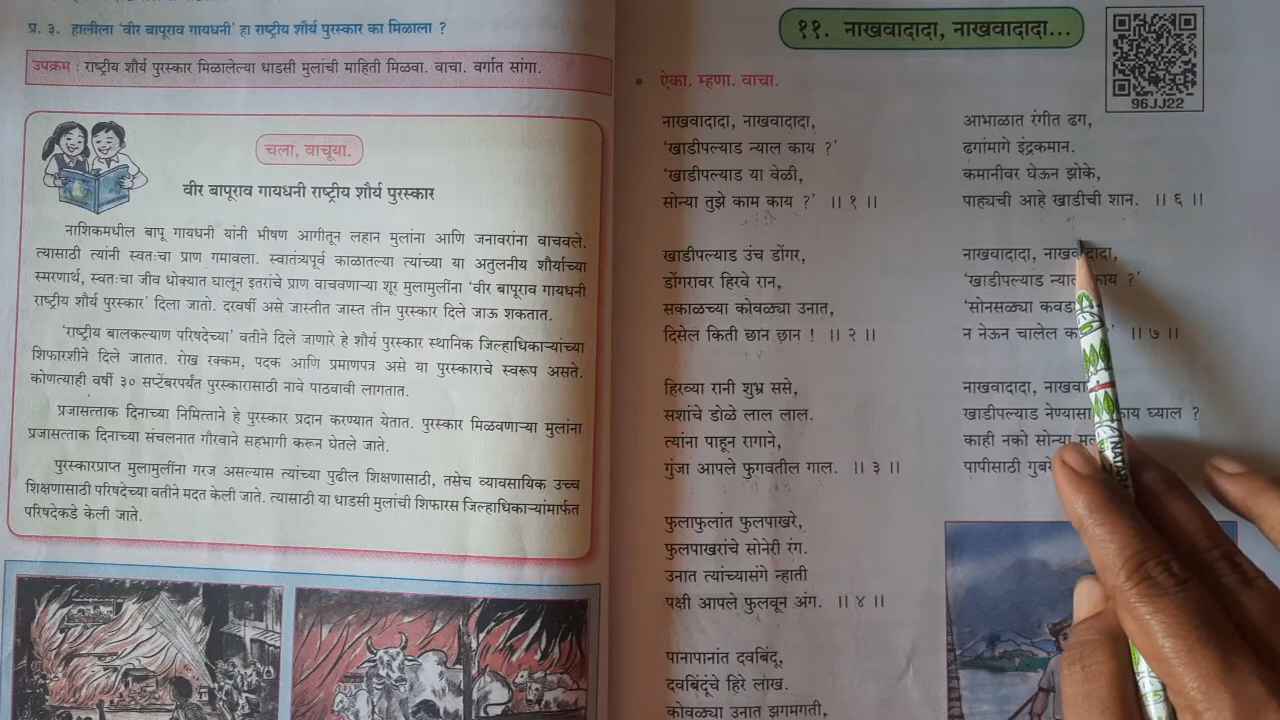 प्र. ३. हालीला 'वीर बापूराव गायधनी' हा राष्ट्रीय शौर्य पुरस्कार का मिळाला ?
उपक्रम : राष्ट्रीय शौर्य पुरस्कार मिळालेल्या धाडसी मुलांची माहिती मिळवा. वाचा. वर्गात सांगा.
चला, वाचूया.
वीर बापूराव गायधनी राष्ट्रीय शौर्य पुरस्कार
नाशिकमधील बापू गायधनी यांनी भीषण आगीतून लहान मुलांना आणि जनावरांना वाचवले.
त्यासाठी त्यांनी स्वतःचा प्राण गमावला. स्वातंत्र्यपूर्व काळातल्या त्यांच्या या अतुलनीय शौर्याच्या
स्मरणार्थ, स्वतःचा जीव धोक्यात घालून इतरांचे प्राण वाचवणाऱ्या शूर मुलामुलींना 'वीर बापूराव गायधनी
राष्ट्रीय शौर्य पुरस्कार' दिला जातो. दरवर्षी असे जास्तीत जास्त तीन पुरस्कार दिले जाऊ शकतात.
'राष्ट्रीय बालकल्याण परिषदेच्या' वतीने दिले जाणारे हे शौर्य पुरस्कार स्थानिक जिल्हाधिकाऱ्यांच्या
शिफारशीने दिले जातात. रोख रक्कम, पदक आणि प्रमाणपत्र असे या पुरस्काराचे स्वरूप असते.
कोणत्याही वर्षी ३० सप्टेंबरपर्यंत पुरस्कारासाठी नावे पाठवावी लागतात.
प्रजासत्ताक दिनाच्या निमित्ताने हे पुरस्कार प्रदान करण्यात येतात. पुरस्कार मिळवणाऱ्या मुलांना
प्रजासत्ताक दिनाच्या संचलनात गौरवाने सहभागी करून घेतले जाते.
पुरस्कारप्राप्त मुलामुलींना गरज असल्यास त्यांच्या पुढील शिक्षणासाठी, तसेच व्यावसायिक उच्च
शिक्षणासाठी परिषदेच्या वतीने मदत केली जाते. त्यासाठी या धाडसी मुलांची शिफारस जिल्हाधिकाऱ्यांमार्फत
परिषदेकडे केली जाते.
११. नाखवादादा, नाखवादादा...
96JJ22
• ऐका. म्हणा. वाचा.
नाखवादादा, नाखवादादा,
'खाडीपल्याड न्याल काय ?'
'खाडीपल्याड या वेळी,
सोन्या तुझे काम काय ?' ।। १ ।।
खाडीपल्याड उंच डोंगर,
डोंगरावर हिरवे रान,
सकाळच्या कोवळ्या उनात,
दिसेल किती छान छान ! ।। २ ।।
हिरव्या रानी शुभ्र ससे,
सशांचे डोळे लाल लाल.
त्यांना पाहून रागाने,
गुंजा आपले फुगवतील गाल. ।। ३ ।।
फुलाफुलांत फुलपाखरे,
फुलपाखरांचे सोनेरी रंग.
उनात त्यांच्यासंगे न्हाती
पक्षी आपले फुलवून अंग. ।। ४ ।।
पानापानांत दवबिंदू,
दवबिंदूंचे हिरे लाख.
कोवळ्या उनात झगमगती,
आभाळात रंगीत ढग,
ढगांमागे इंद्रकमान.
कमानीवर घेऊन झोके,
पाह्यची आहे खाडीची शान. ।। ६ ।।
नाखवादादा, नाखवादादा,
'खाडीपल्याड न्याल काय ?'
'सोनसळ्या
न नेऊन चालेल ।। ७ ।।
नाखवादादा,
खाडीपल्याड काय घ्याल ?
काही नको सोन्या
पापीसाठी